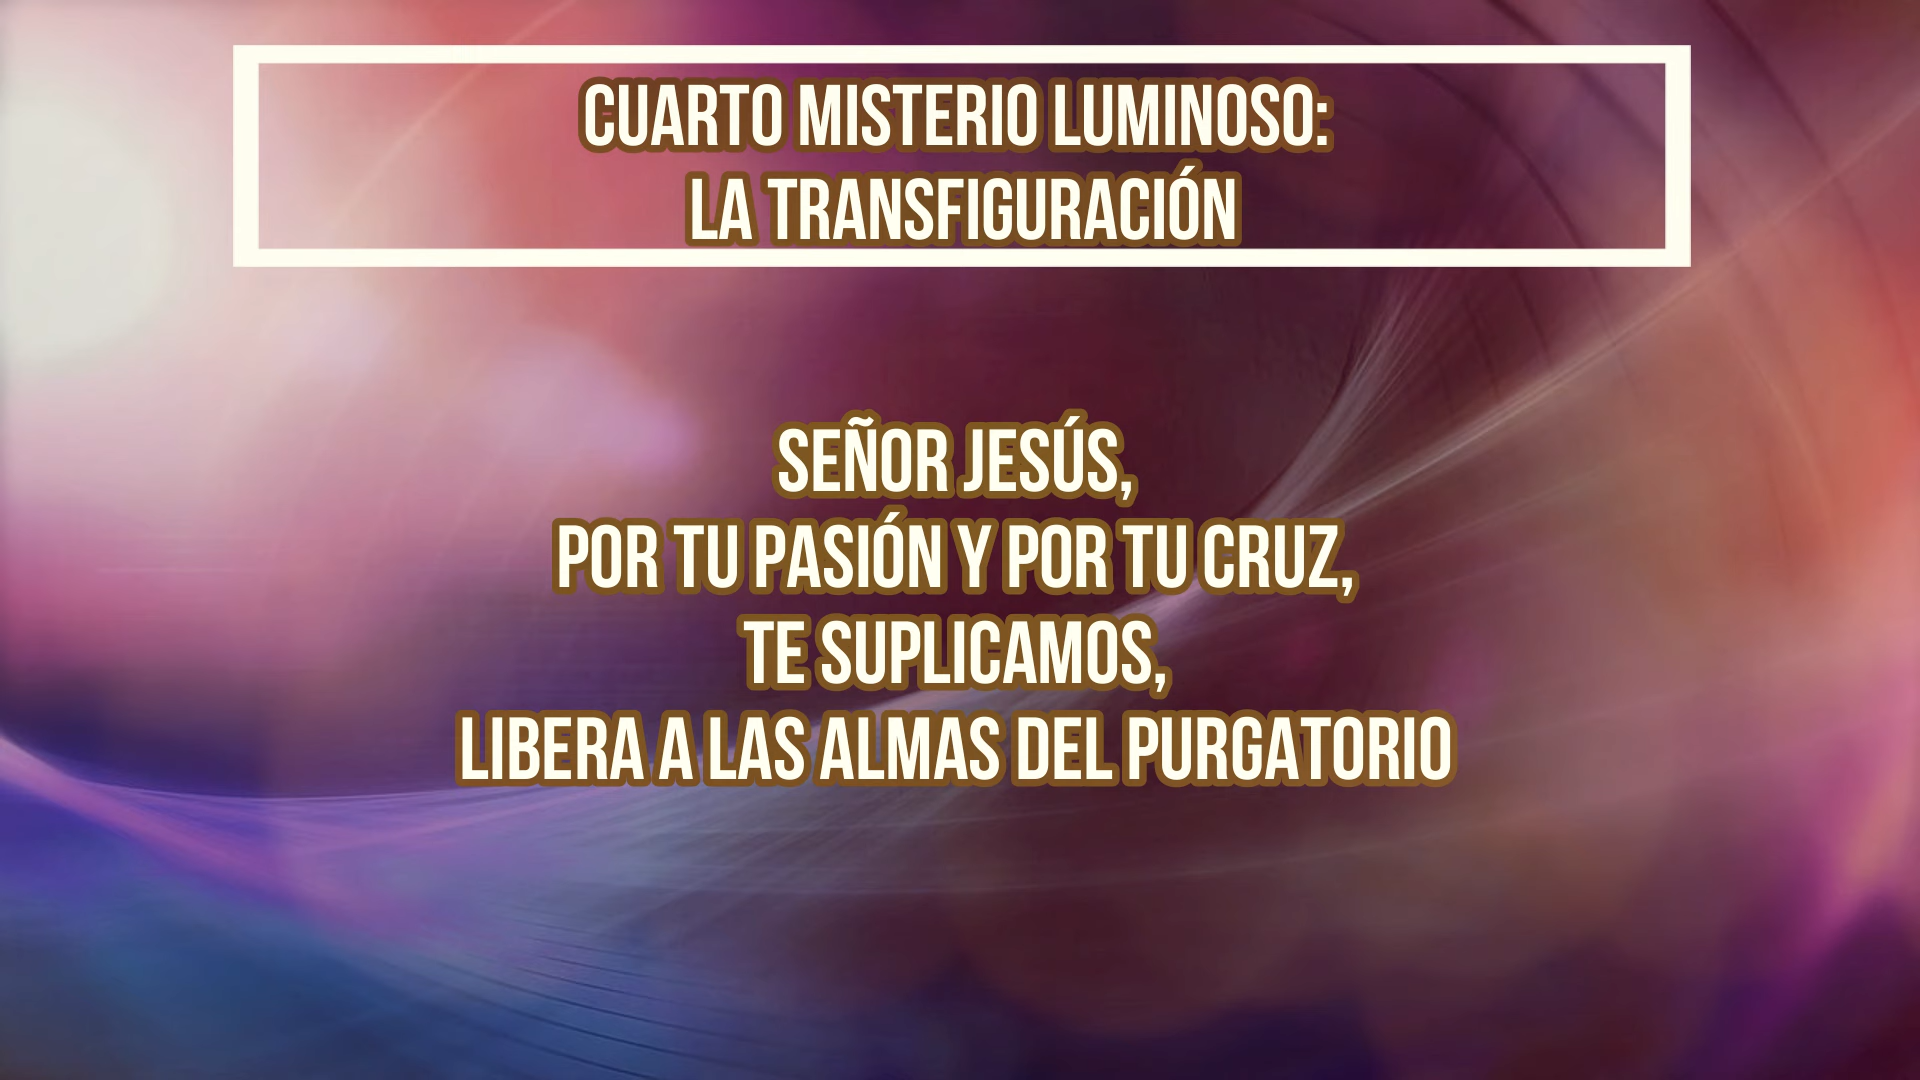 CUARTO MISTERIO LUMINOSO:
LA TRANSFIGURACIÓN
SEÑOR JESÚS,
POR TU PASIÓN Y POR TU CRUZ,
TE SUPLICAMOS,
LIBERA A LAS ALMAS DEL PURGATORIO